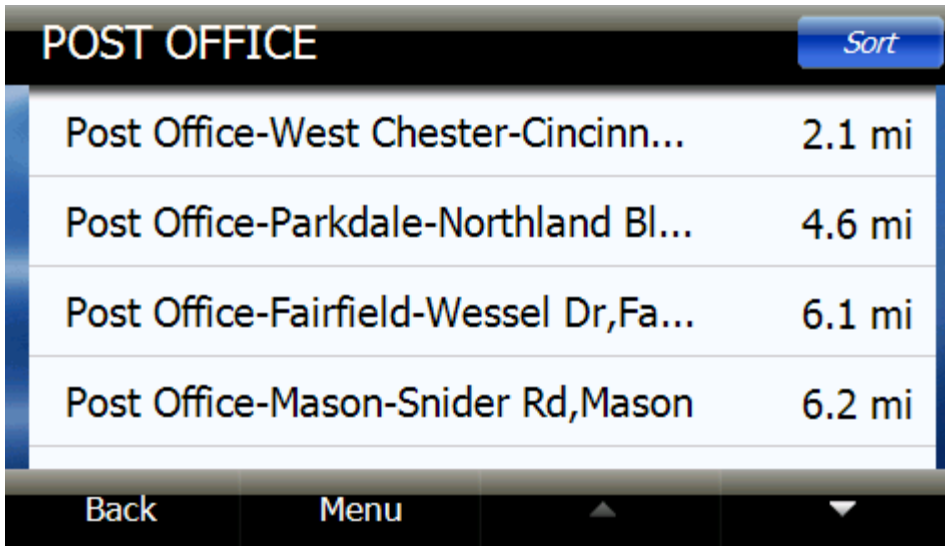 POST OFFICE Sort
Post Office-West Chester-Cincinn... 2.1 mi
Post Office-Parkdale-Northland Bl... 4.6 mi
Post Office-Fairfield-Wessel Dr,Fa... 6.1 mi
Post Office-Mason-Snider Rd,Mason 6.2 mi
Back Menu